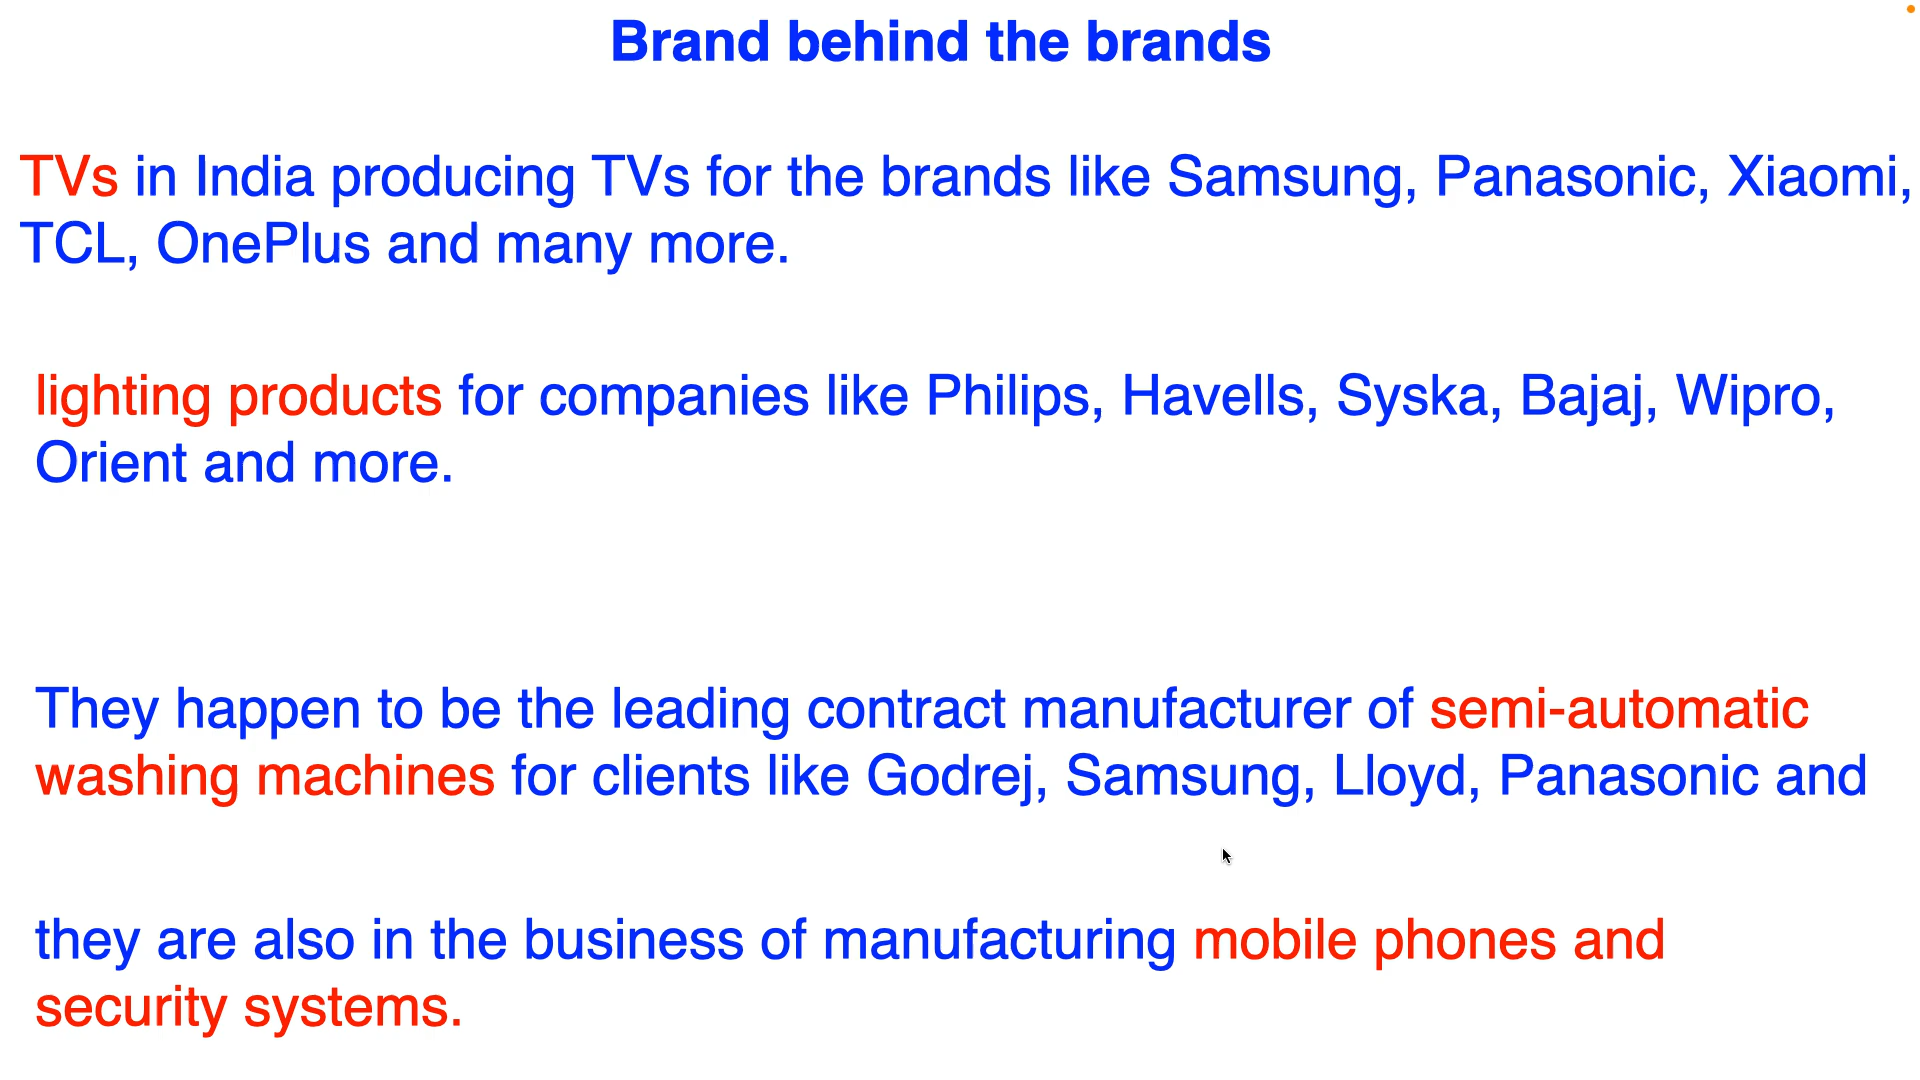 Brand behind the brands
TVs in India producing TVs for the brands like Samsung, Panasonic, Xiaomi,
TCL, OnePlus and many more.
lighting products for companies like Philips, Havells, Syska, Bajaj, Wipro,
Orient and more.
They happen to be the leading contract manufacturer of semi-automatic
washing machines for clients like Godrej, Samsung, Lloyd, Panasonic and
they are also in the business of manufacturing mobile phones and
security systems.